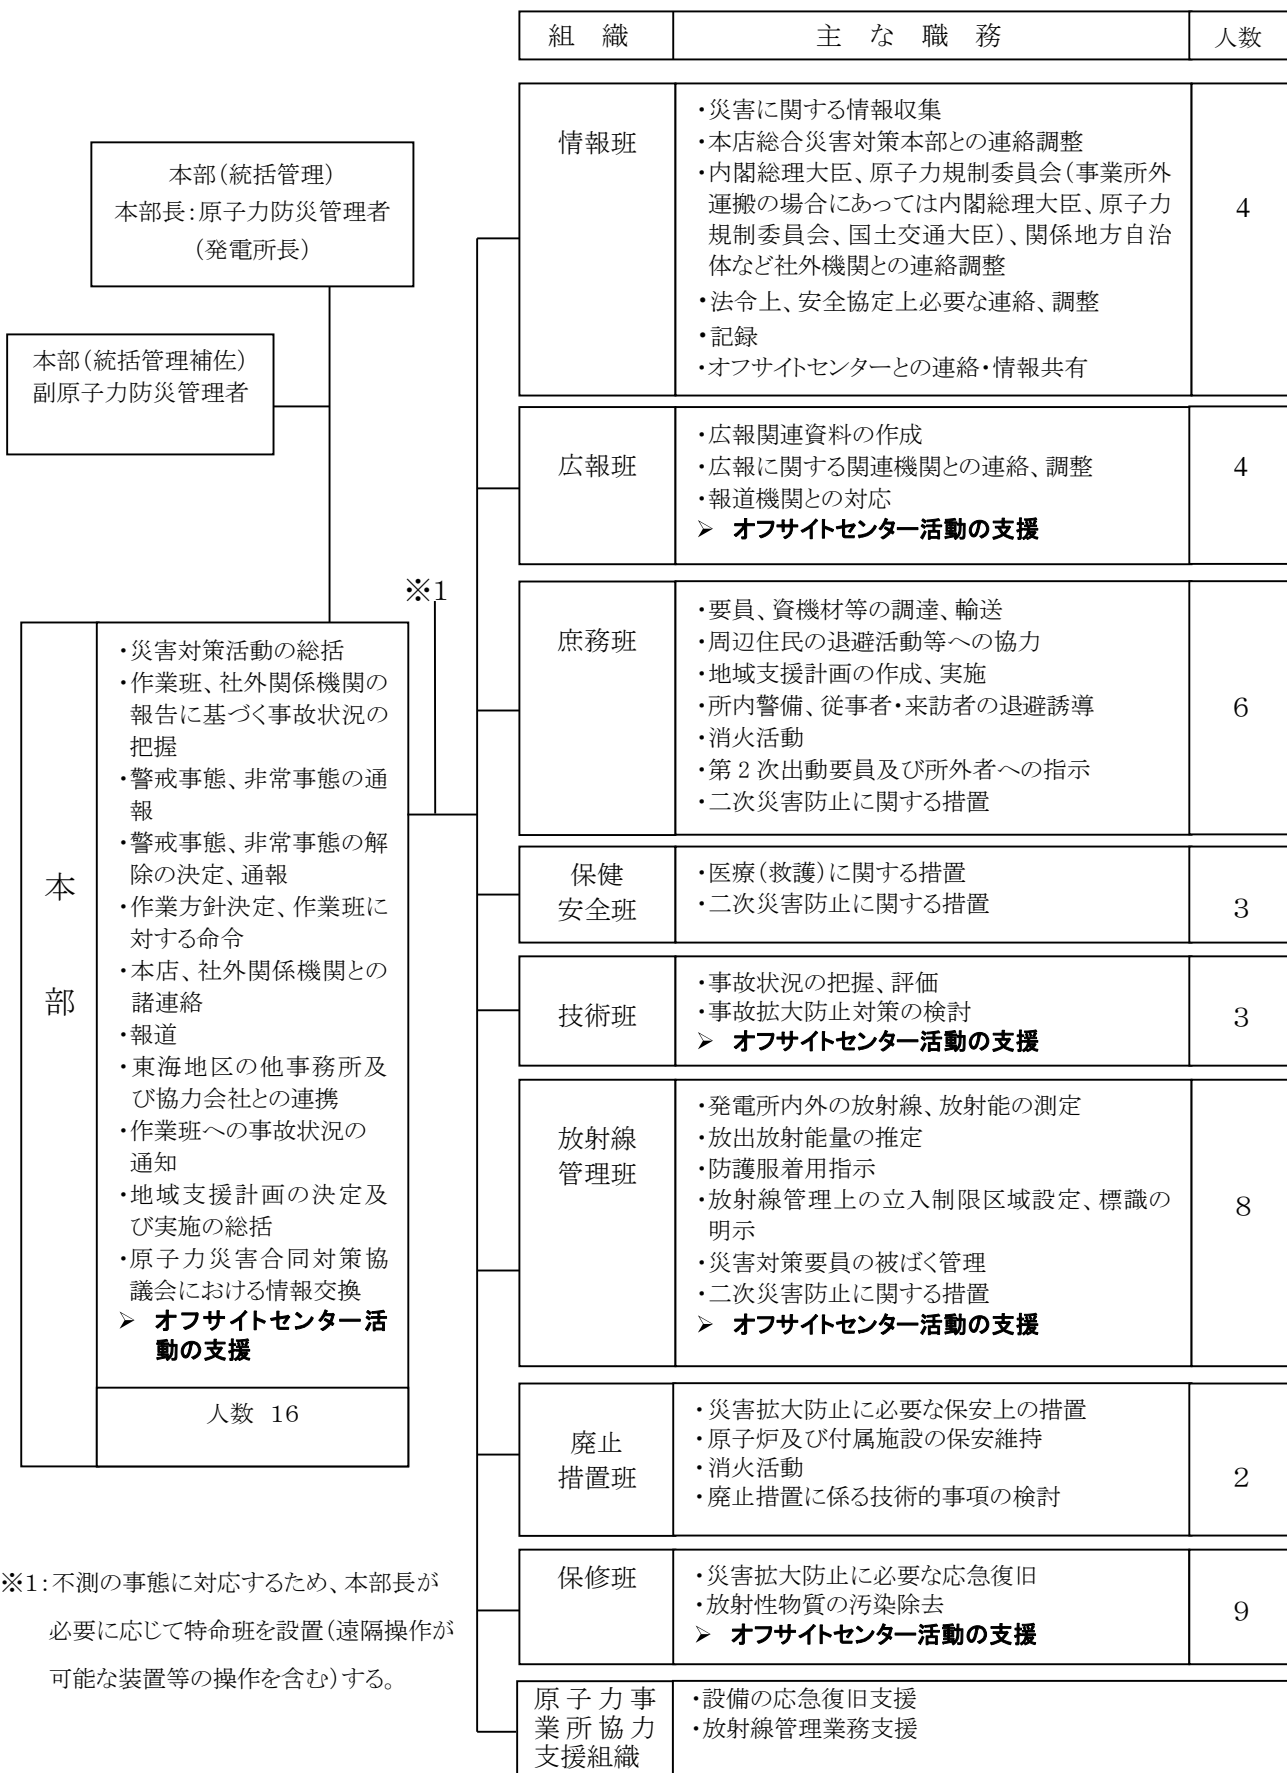 組　織　主　な　職　務　人数
本部（統括管理）
本部長：原子力防災管理者
（発電所長）
本部（統括管理補佐）
副原子力防災管理者
※1
本
部
・災害対策活動の総括
・作業班、社外関係機関の
報告に基づく事故状況の
把握
・警戒事態、非常事態の通
報
・警戒事態、非常事態の解
除の決定、通報
・作業方針決定、作業班に
対する命令
・本店、社外関係機関との
諸連絡
・報道
・東海地区の他事務所及
び協力会社との連携
・作業班への事故状況の
通知
・地域支援計画の決定及
び実施の総括
・原子力災害合同対策協
議会における情報交換
➢ オフサイトセンター活
動の支援
人数 16
※1：不測の事態に対応するため、本部長が
必要に応じて特命班を設置（遠隔操作が
可能な装置等の操作を含む）する。
情報班
・災害に関する情報収集
・本店総合災害対策本部との連絡調整
・内閣総理大臣、原子力規制委員会（事業所外
運搬の場合にあっては内閣総理大臣、原子力
規制委員会、国土交通大臣）、関係地方自治
体など社外機関との連絡調整
・法令上、安全協定上必要な連絡、調整
・記録
・オフサイトセンターとの連絡・情報共有
4
広報班
・広報関連資料の作成
・広報に関する関連機関との連絡、調整
・報道機関との対応
➢ オフサイトセンター活動の支援
4
庶務班
・要員、資機材等の調達、輸送
・周辺住民の退避活動等への協力
・地域支援計画の作成、実施
・所内警備、従事者・来訪者の退避誘導
・消火活動
・第2次出動要員及び所外者への指示
・二次災害防止に関する措置
6
保健
安全班
・医療（救護）に関する措置
・二次災害防止に関する措置
3
技術班
・事故状況の把握、評価
・事故拡大防止対策の検討
➢ オフサイトセンター活動の支援
3
放射線
管理班
・発電所内外の放射線、放射能の測定
・放出放射能量の推定
・防護服着用指示
・放射線管理上の立入制限区域設定、標識の
明示
・災害対策要員の被ばく管理
・二次災害防止に関する措置
➢ オフサイトセンター活動の支援
8
廃止
措置班
・災害拡大防止に必要な保安上の措置
・原子炉及び付属施設の保安維持
・消火活動
・廃止措置に係る技術的事項の検討
2
保修班
・災害拡大防止に必要な応急復旧
・放射性物質の汚染除去
➢ オフサイトセンター活動の支援
9
原子力事
業所協力
支援組織
・設備の応急復旧支援
・放射線管理業務支援